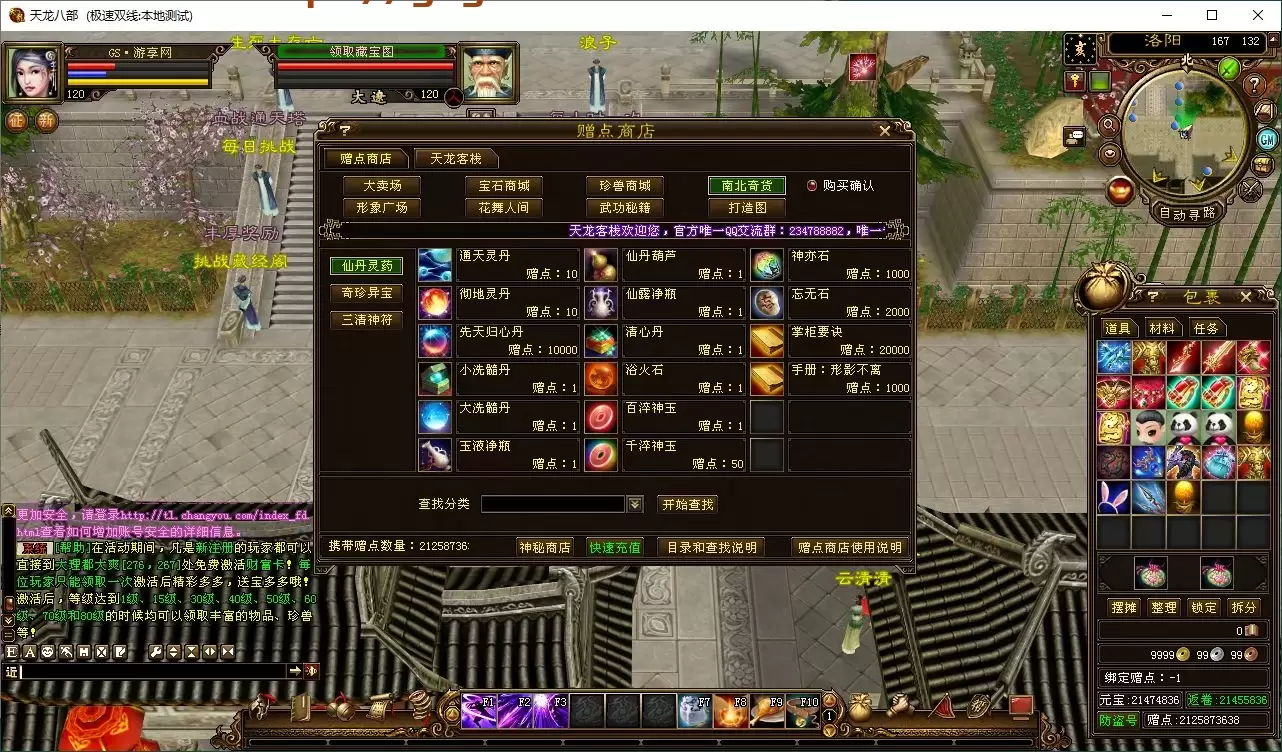 天龙八部 (极速双线:本地测试)
GS·游享网
120
领取藏宝图
大遼
120
征 新
浪子
血战通天塔
每日挑战
丰厚奖励
挑战藏经阁
洛阳 167 132
亥
北
GM
自动寻路
赠点商店
赠点商店 天龙客栈
大卖场 宝石商城 珍兽商城 南北奇货 购买确认
形象广场 花舞人间 武功秘籍 打造图
天龙客栈欢迎您，官方唯一QQ交流群：234788882，唯一
仙丹灵药
奇珍异宝
三清神符
通天灵丹 赠点：10
仙丹葫芦 赠点：1
神亦石 赠点：1000
彻地灵丹 赠点：10
仙露净瓶 赠点：1
忘无石 赠点：2000
先天归心丹 赠点：10000
清心丹 赠点：1
掌柜要诀 赠点：20000
小洗髓丹 赠点：1
浴火石 赠点：1
手册：形影不离 赠点：1000
大洗髓丹 赠点：1
百淬神玉 赠点：1
玉液净瓶 赠点：1
千淬神玉 赠点：50
查找分类 开始查找
携带赠点数量：21258736: 神秘商店 快速充值 目录和查找说明 赠点商店使用说明
包裹
道具 材料 任务
摆摊 整理 锁定 拆分
0
9999 99 99
绑定赠点：-1
元宝:21474836 返卷:21455836
防盗号 赠点:2125873638
更加安全，请登录http://tl.changyou.com/index_fd.
html查看如何增加账号安全的详细信息。
[帮助]在活动期间，凡是新注册的玩家都可以
直接到大理都大爽[276，267]处免费激活财富卡！每
位玩家只能领取一次激活后精彩多多，送宝多多哦！
激活后，等级达到1级、15级、30级、40级、50级、60
级、70级和80级的时候均可以领取丰富的物品、珍兽
等！
近
云清清
F1 F2 F3 F7 F8 F9 F10 1